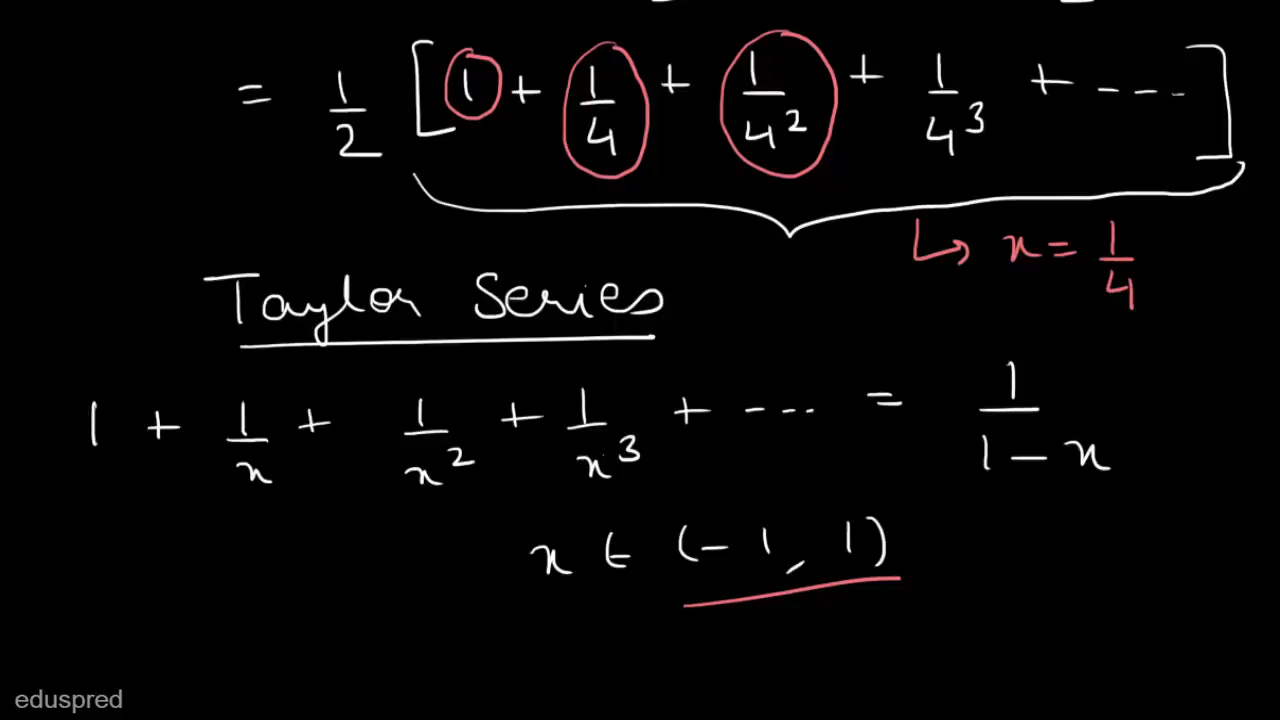 = 1/2 [1 + 1/4 + 1/4² + 1/4³ + ----]
↳ x = 1/4
Taylor Series
1 + 1/x + 1/x² + 1/x³ + ---- = 1/1-x
x ∈ (-1, 1)
eduspred